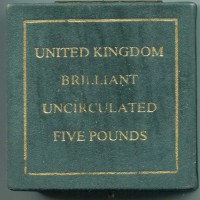 UNITED KINGDOM
BRILLIANT
UNCIRCULATED
FIVE POUNDS